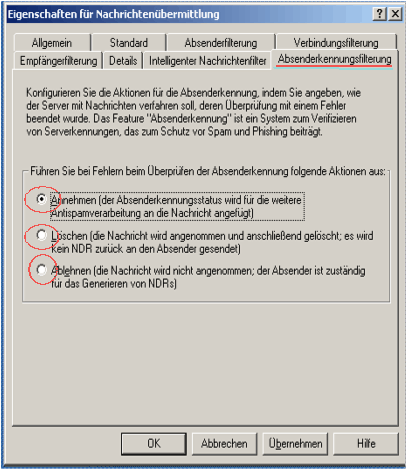 Eigenschaften für Nachrichtenübermittlung
Allgemein Standard Absenderfilterung Verbindungsfilterung
Empfängerfilterung Details Intelligenter Nachrichtenfilter Absenderkennungsfilterung
Konfigurieren Sie die Aktionen für die Absenderkennung, indem Sie angeben, wie
der Server mit Nachrichten verfahren soll, deren Überprüfung mit einem Fehler
beendet wurde. Das Feature "Absenderkennung" ist ein System zum Verifizieren
von Serverkennungen, das zum Schutz vor Spam und Phishing beiträgt.
Führen Sie bei Fehlern beim Überprüfen der Absenderkennung folgende Aktionen aus:
Annehmen (der Absenderkennungsstatus wird für die weitere
Antispamverarbeitung an die Nachricht angefügt)
Löschen (die Nachricht wird angenommen und anschließend gelöscht; es wird
kein NDR zurück an den Absender gesendet)
Ablehnen (die Nachricht wird nicht angenommen; der Absender ist zuständig
für das Generieren von NDRs)
OK Abbrechen Übernehmen Hilfe